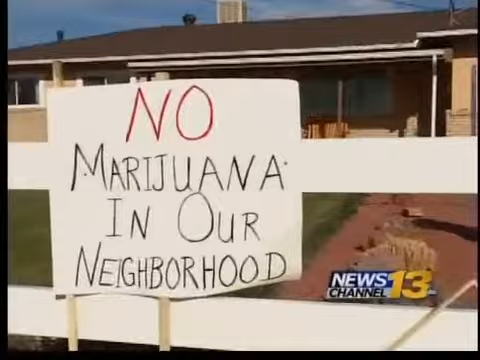 NO
MARIJUANA
IN OUR
NEIGHBORHOOD
NEWS 13
CHANNEL